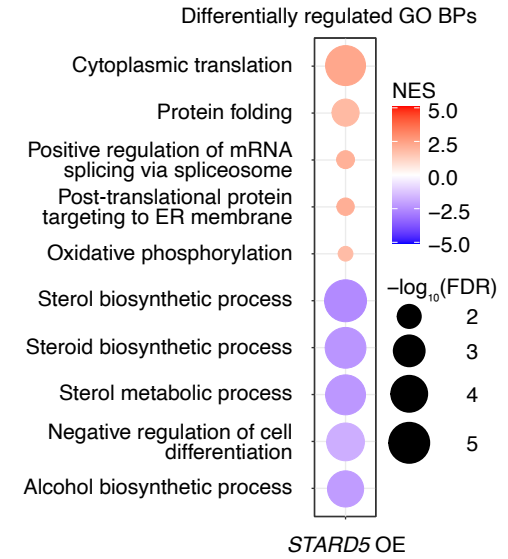 Differentially regulated GO BPs
Cytoplasmic translation
Protein folding
Positive regulation of mRNA
splicing via spliceosome
Post-translational protein
targeting to ER membrane
Oxidative phosphorylation
Sterol biosynthetic process
Steroid biosynthetic process
Sterol metabolic process
Negative regulation of cell
differentiation
Alcohol biosynthetic process
STARD5 OE
NES
5.0
2.5
0.0
−2.5
−5.0
−log₁₀(FDR)
2
3
4
5